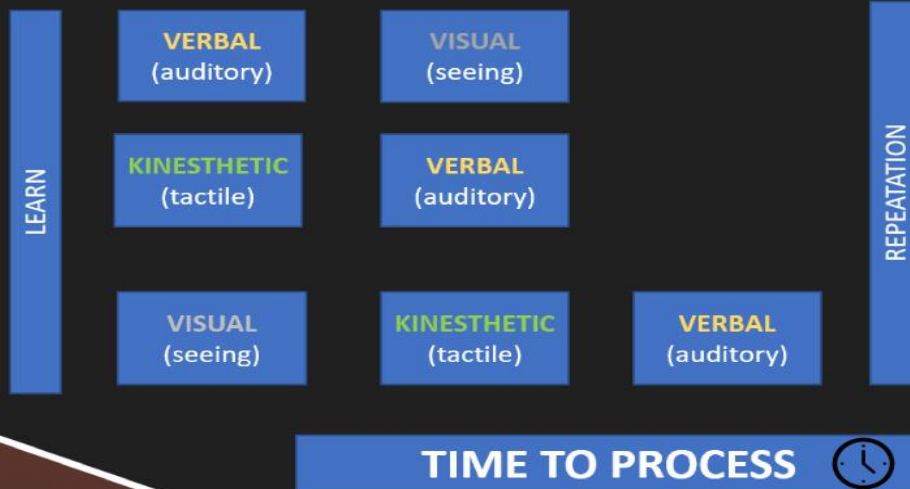 LEARN
VERBAL
(auditory)
VISUAL
(seeing)
KINESTHETIC
(tactile)
VERBAL
(auditory)
VISUAL
(seeing)
KINESTHETIC
(tactile)
VERBAL
(auditory)
REPEATATION
TIME TO PROCESS